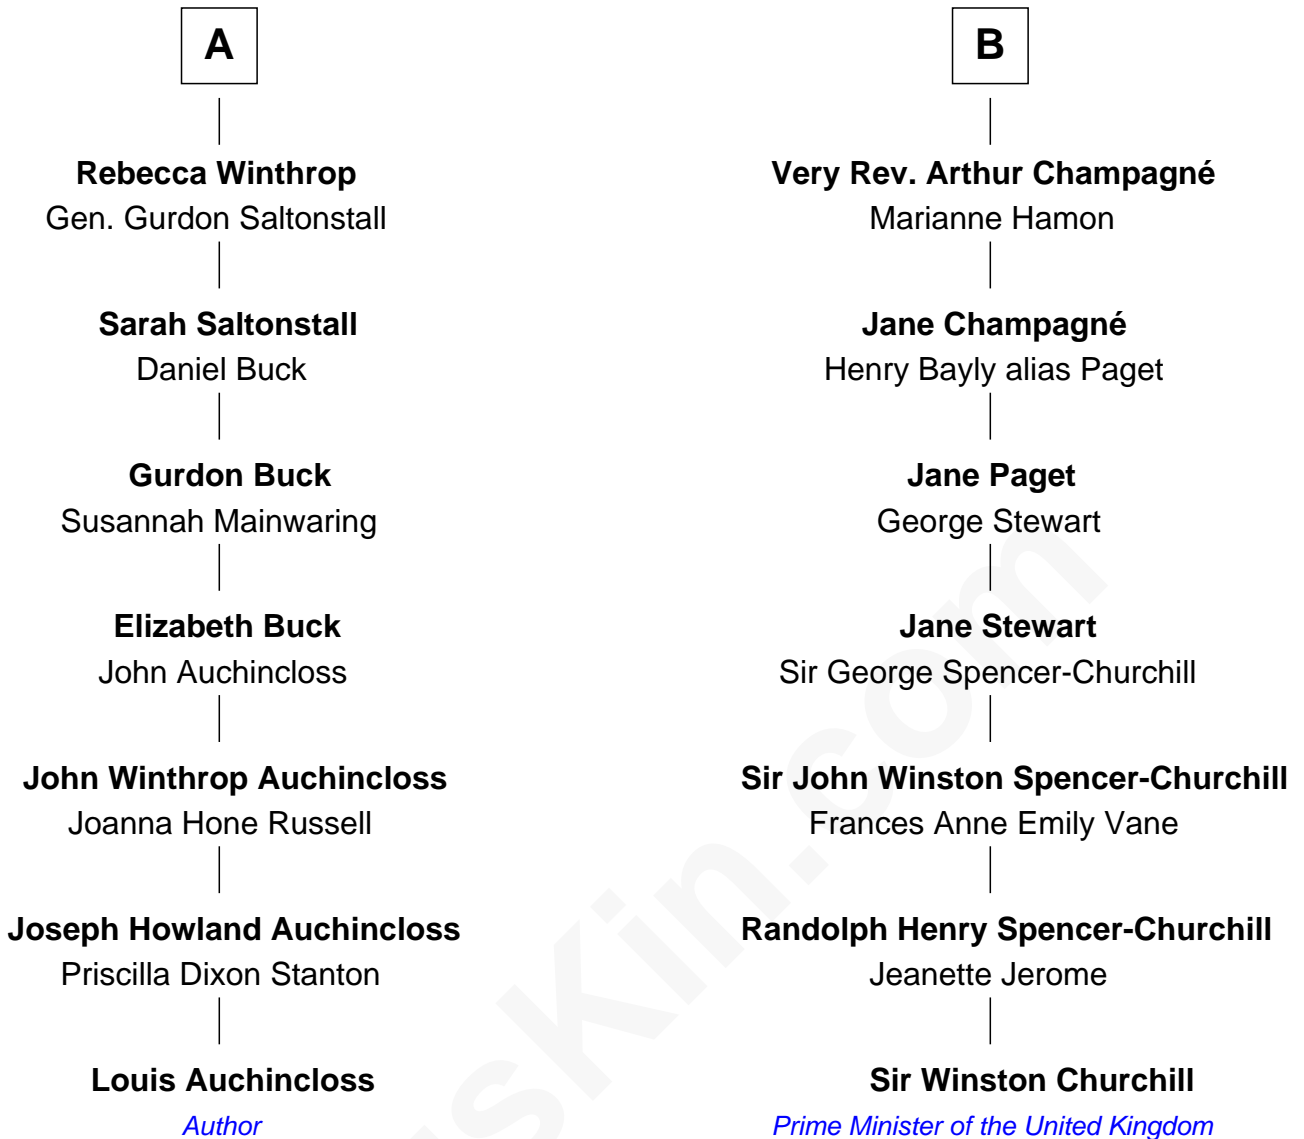 A
Rebecca Winthrop
Gen. Gurdon Saltonstall
Sarah Saltonstall
Daniel Buck
Gurdon Buck
Susannah Mainwaring
Elizabeth Buck
John Auchincloss
John Winthrop Auchincloss
Joanna Hone Russell
Joseph Howland Auchincloss
Priscilla Dixon Stanton
Louis Auchincloss
Author
B
Very Rev. Arthur Champagné
Marianne Hamon
Jane Champagné
Henry Bayly alias Paget
Jane Paget
George Stewart
Jane Stewart
Sir George Spencer-Churchill
Sir John Winston Spencer-Churchill
Frances Anne Emily Vane
Randolph Henry Spencer-Churchill
Jeanette Jerome
Sir Winston Churchill
Prime Minister of the United Kingdom